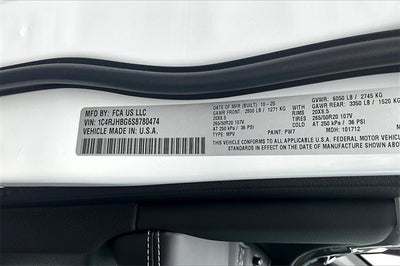 MFD BY: FCA US LLC
VIN: 1C4RJHBG6S8780474
VEHICLE MADE IN: U.S.A.
DATE OF MFR (BUILT): 10-25
GVWR: 6050 LB / 2745 KG
GAWR FRONT: 2800 LB / 1271 KG
GAWR REAR: 3350 LB / 1520
20X8.5
RIMS:
20X8.5
265/50R20 107V
TIRES:
265/50R20 107V
AT 250 kPa / 36 PSI
COLD
AT 250 kPa / 36 PSI
TYPE: MPV
PAINT: PW7
MDH: 101712
THIS VEHICLE CONFORMS TO ALL APPLICABLE U.S.A. FEDERAL MOTOR VEHICLE
IN EFFECT ON THE DATE OF MANUFACTURE SHOWN ABOVE